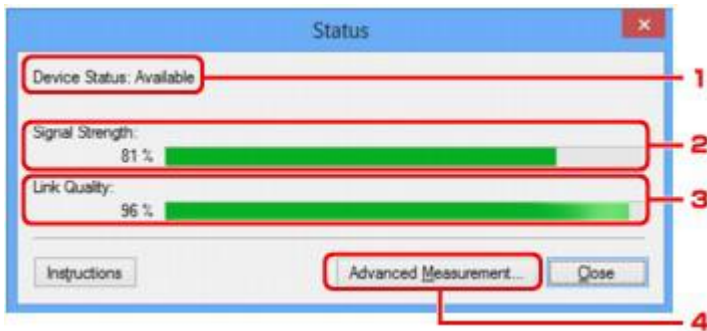 Status
Device Status: Available
1
Signal Strength:
81 %
2
Link Quality:
96 %
3
Instructions
Advanced Measurement...
Close
4